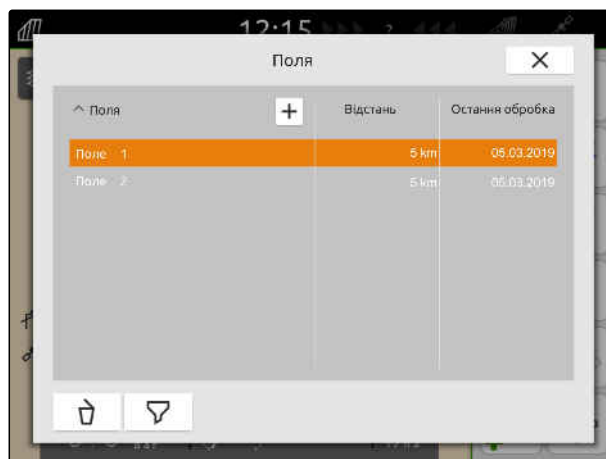 12:15
Поля
^ Поля + Відстань Остання обробка
Поле 1 5 km 05.03.2019
Поле 2 5 km 05.03.2019